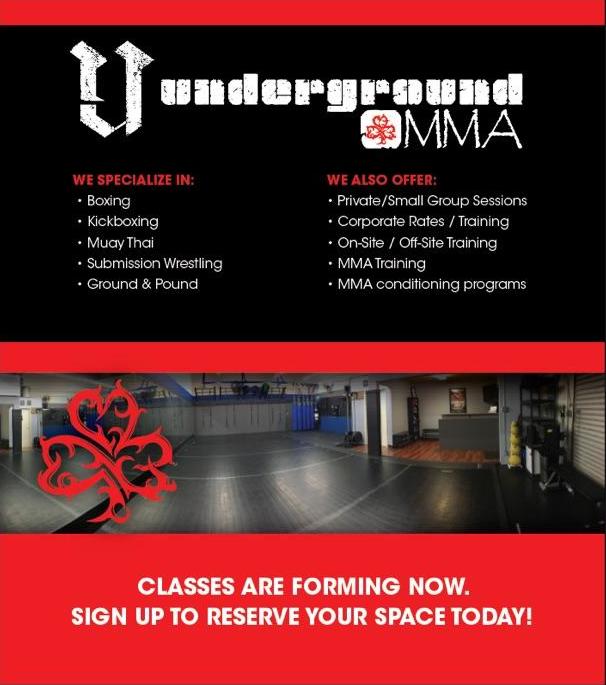 U underground
MMA
WE SPECIALIZE IN:
• Boxing
• Kickboxing
• Muay Thai
• Submission Wrestling
• Ground & Pound
WE ALSO OFFER:
• Private/Small Group Sessions
• Corporate Rates / Training
• On-Site / Off-Site Training
• MMA Training
• MMA conditioning programs
CLASSES ARE FORMING NOW.
SIGN UP TO RESERVE YOUR SPACE TODAY!